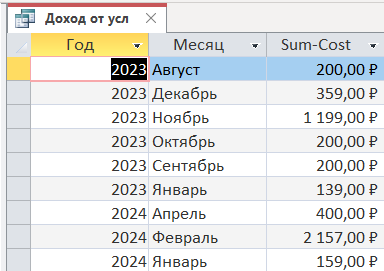 Доход от усл
Год Месяц Sum-Cost
2023 Август 200,00 ₽
2023 Декабрь 359,00 ₽
2023 Ноябрь 1 199,00 ₽
2023 Октябрь 200,00 ₽
2023 Сентябрь 200,00 ₽
2023 Январь 139,00 ₽
2024 Апрель 400,00 ₽
2024 Февраль 2 157,00 ₽
2024 Январь 159,00 ₽